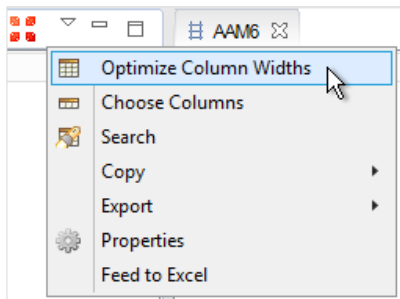 AAM6
Optimize Column Widths
Choose Columns
Search
Copy
Export
Properties
Feed to Excel